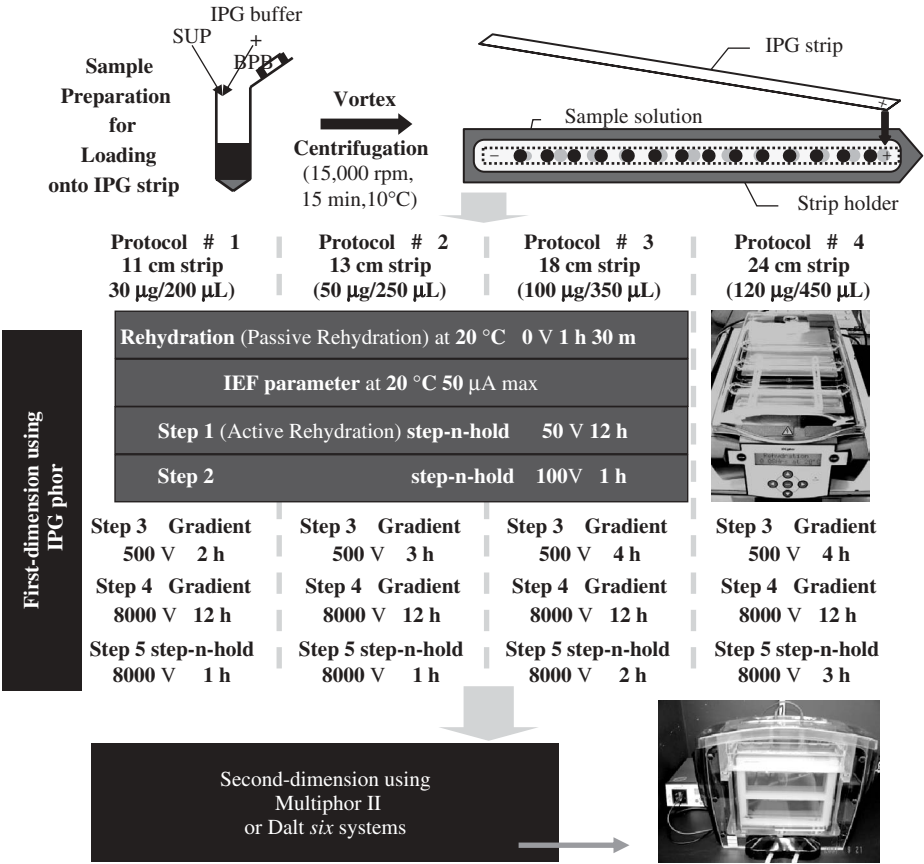 IPG buffer
SUP
+
BPB
Sample
Preparation
for
Loading
onto IPG strip
Vortex
Centrifugation
(15,000 rpm,
15 min,10°C)
IPG strip
+
Sample solution
−
+
Strip holder
Protocol # 1
11 cm strip
30 µg/200 µL)
Protocol # 2
13 cm strip
(50 µg/250 µL)
Protocol # 3
18 cm strip
(100 µg/350 µL)
Protocol # 4
24 cm strip
(120 µg/450 µL)
First-dimension using
IPG phor
Rehydration (Passive Rehydration) at 20 °C 0 V 1 h 30 m
IEF parameter at 20 °C 50 µA max
Step 1 (Active Rehydration) step-n-hold 50 V 12 h
Step 2 step-n-hold 100V 1 h
Rehydration
Step 3 Gradient
500 V 2 h
Step 4 Gradient
8000 V 12 h
Step 5 step-n-hold
8000 V 1 h
Step 3 Gradient
500 V 3 h
Step 4 Gradient
8000 V 12 h
Step 5 step-n-hold
8000 V 1 h
Step 3 Gradient
500 V 4 h
Step 4 Gradient
8000 V 12 h
Step 5 step-n-hold
8000 V 2 h
Step 3 Gradient
500 V 4 h
Step 4 Gradient
8000 V 12 h
Step 5 step-n-hold
8000 V 3 h
Second-dimension using
Multiphor II
or Dalt six systems
9 21